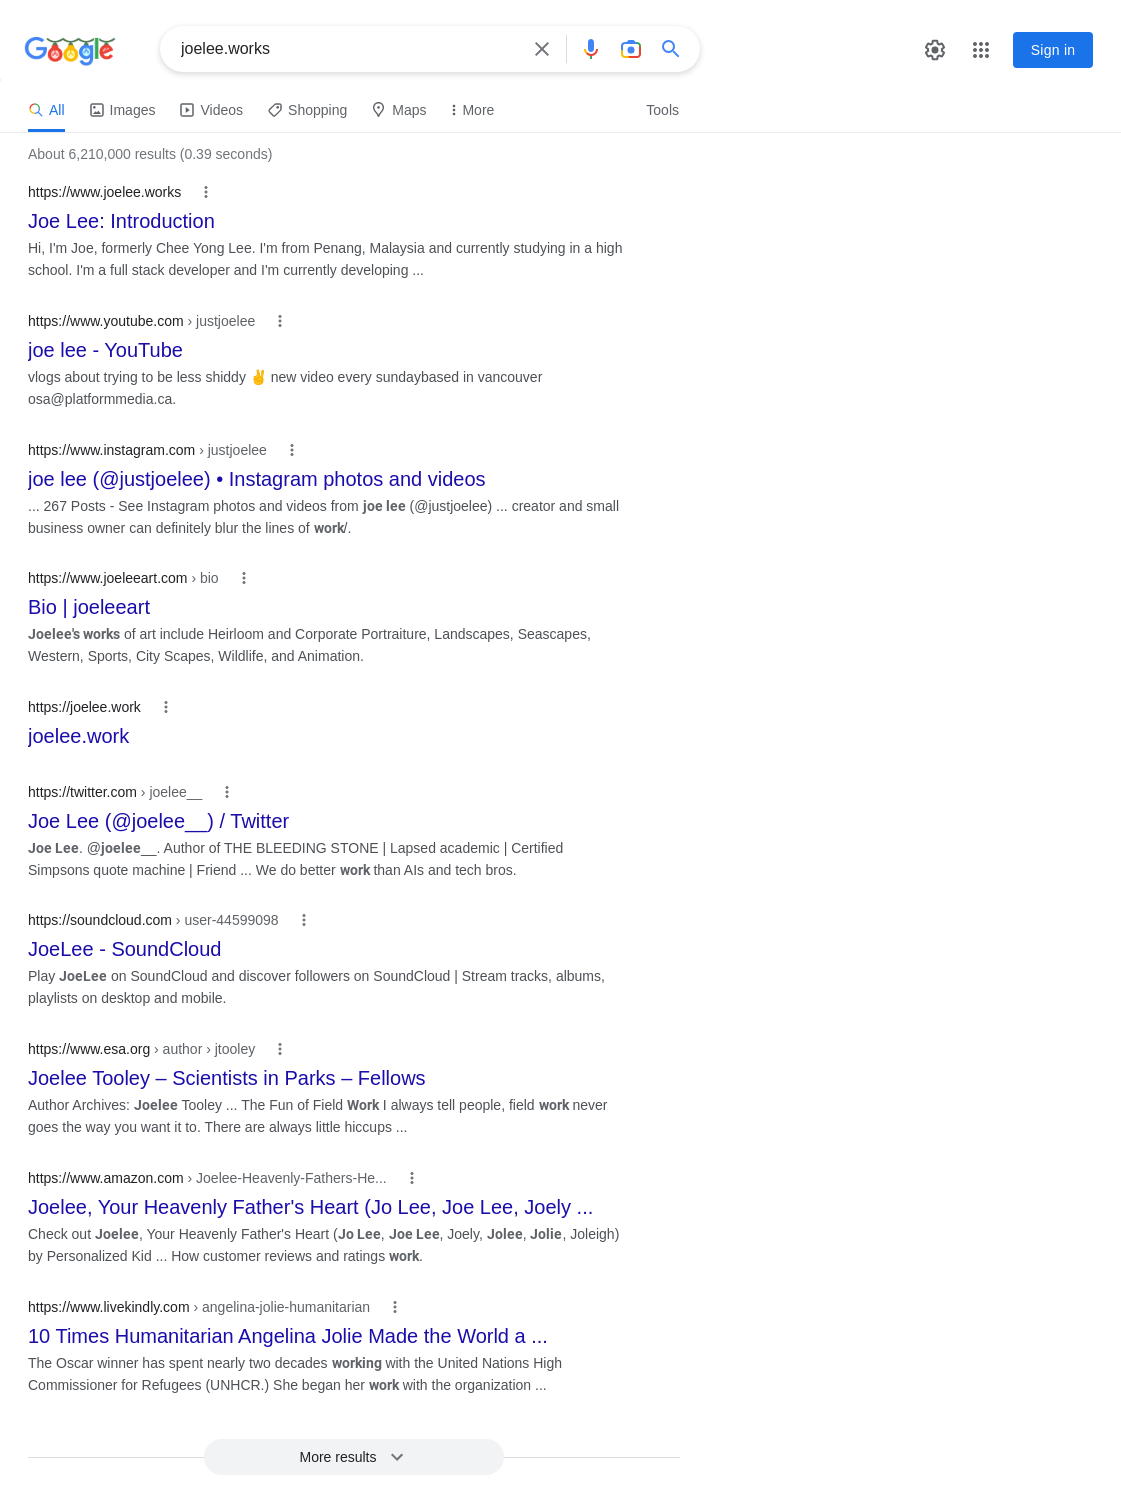 Google
joelee.works
Sign in
All Images Videos Shopping Maps More Tools
About 6,210,000 results (0.39 seconds)
https://www.joelee.works
Joe Lee: Introduction
Hi, I'm Joe, formerly Chee Yong Lee. I'm from Penang, Malaysia and currently studying in a high
school. I'm a full stack developer and I'm currently developing ...
https://www.youtube.com › justjoelee
joe lee - YouTube
vlogs about trying to be less shiddy ✌️ new video every sundaybased in vancouver
osa@platformmedia.ca.
https://www.instagram.com › justjoelee
joe lee (@justjoelee) • Instagram photos and videos
... 267 Posts - See Instagram photos and videos from joe lee (@justjoelee) ... creator and small
business owner can definitely blur the lines of work/.
https://www.joeleeart.com › bio
Bio | joeleeart
Joelee's works of art include Heirloom and Corporate Portraiture, Landscapes, Seascapes,
Western, Sports, City Scapes, Wildlife, and Animation.
https://joelee.work
joelee.work
https://twitter.com › joelee__
Joe Lee (@joelee__) / Twitter
Joe Lee. @joelee__. Author of THE BLEEDING STONE | Lapsed academic | Certified
Simpsons quote machine | Friend ... We do better work than AIs and tech bros.
https://soundcloud.com › user-44599098
JoeLee - SoundCloud
Play JoeLee on SoundCloud and discover followers on SoundCloud | Stream tracks, albums,
playlists on desktop and mobile.
https://www.esa.org › author › jtooley
Joelee Tooley – Scientists in Parks – Fellows
Author Archives: Joelee Tooley ... The Fun of Field Work I always tell people, field work never
goes the way you want it to. There are always little hiccups ...
https://www.amazon.com › Joelee-Heavenly-Fathers-He...
Joelee, Your Heavenly Father's Heart (Jo Lee, Joe Lee, Joely ...
Check out Joelee, Your Heavenly Father's Heart (Jo Lee, Joe Lee, Joely, Jolee, Jolie, Joleigh)
by Personalized Kid ... How customer reviews and ratings work.
https://www.livekindly.com › angelina-jolie-humanitarian
10 Times Humanitarian Angelina Jolie Made the World a ...
The Oscar winner has spent nearly two decades working with the United Nations High
Commissioner for Refugees (UNHCR.) She began her work with the organization ...
More results